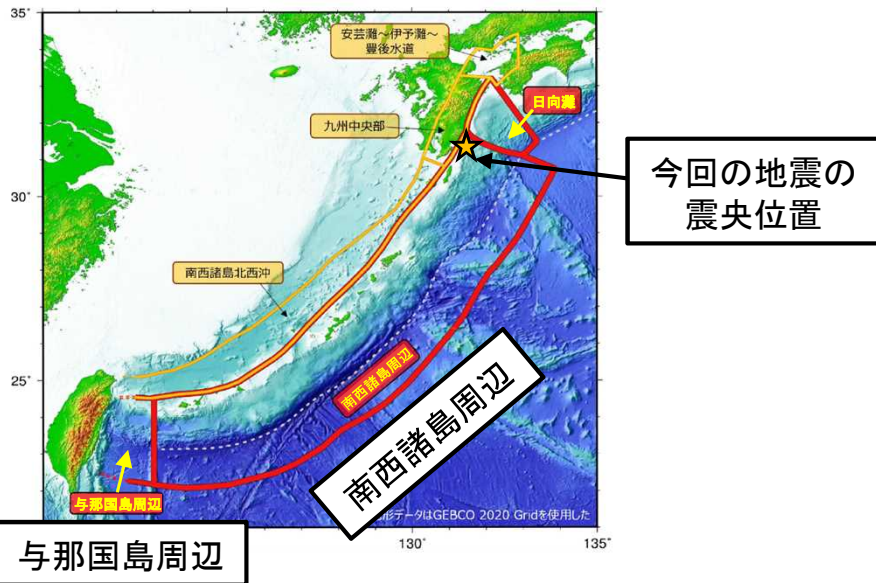 35°
安芸灘～伊予灘～
豊後水道
日向灘
九州中央部
今回の地震の
震央位置
30°
南西諸島北西沖
25°
南西諸島周辺
南西諸島周辺
与那国島周辺
形データはGEBCO 2020 Gridを使用した
与那国島周辺
130°
135°